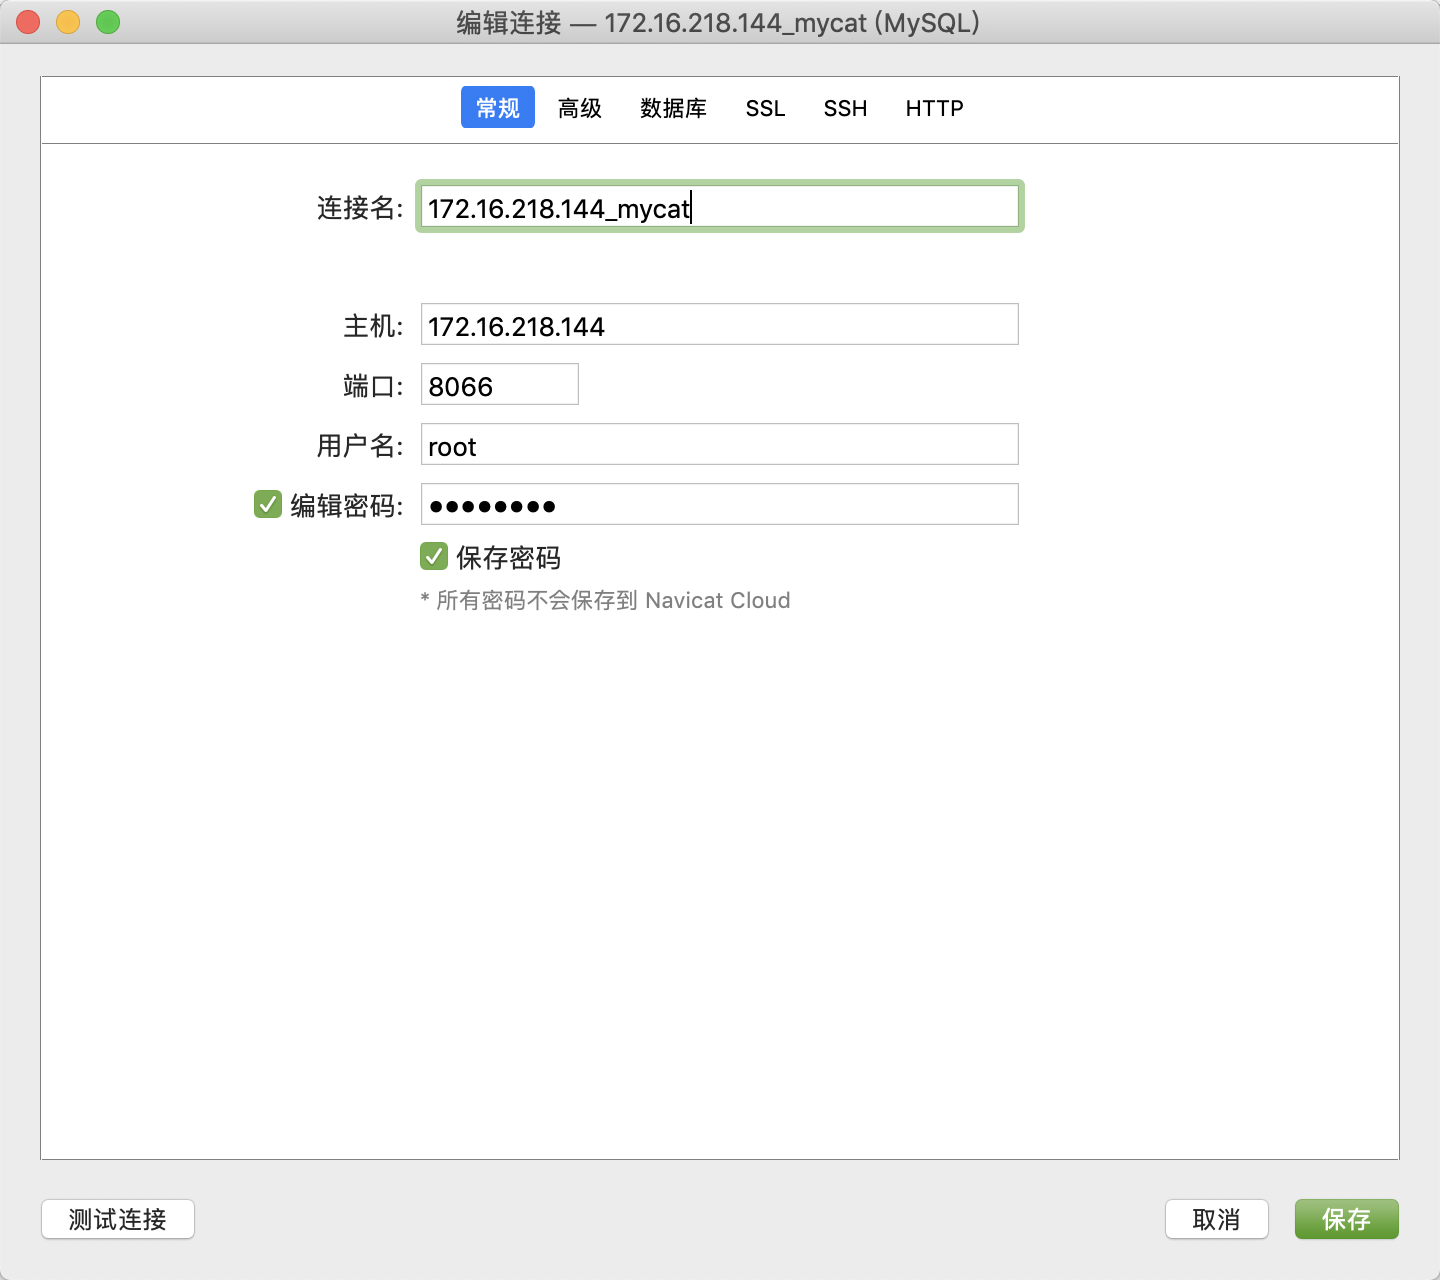 编辑连接 — 172.16.218.144_mycat (MySQL)
常规 高级 数据库 SSL SSH HTTP
连接名: 172.16.218.144_mycat
主机: 172.16.218.144
端口: 8066
用户名: root
编辑密码: ●●●●●●●●
保存密码
* 所有密码不会保存到 Navicat Cloud
测试连接 取消 保存